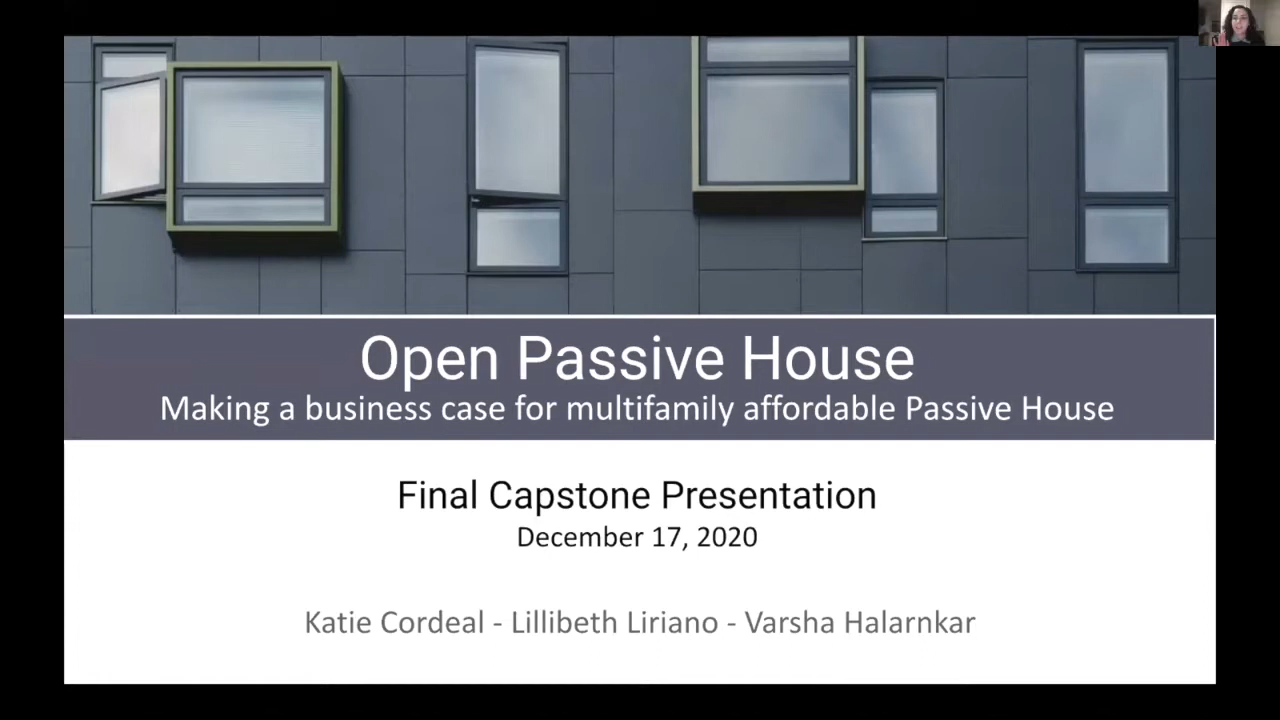 Open Passive House
Making a business case for multifamily affordable Passive House
Final Capstone Presentation
December 17, 2020
Katie Cordeal - Lillibeth Liriano - Varsha Halarnkar